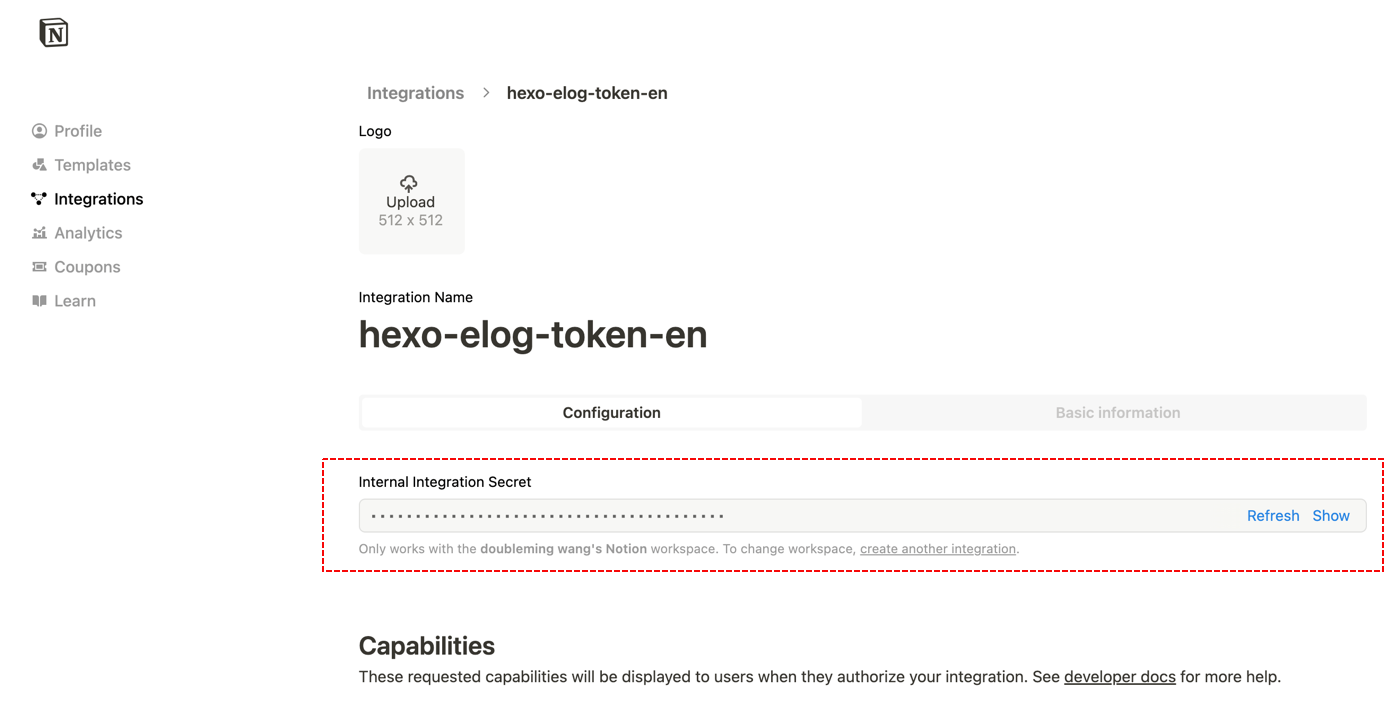 N
Profile
Templates
Integrations
Analytics
Coupons
Learn
Integrations > hexo-elog-token-en
Logo
Upload
512 x 512
Integration Name
hexo-elog-token-en
Configuration
Basic information
Internal Integration Secret
Refresh Show
Only works with the doubleming wang's Notion workspace. To change workspace, create another integration.
Capabilities
These requested capabilities will be displayed to users when they authorize your integration. See developer docs for more help.